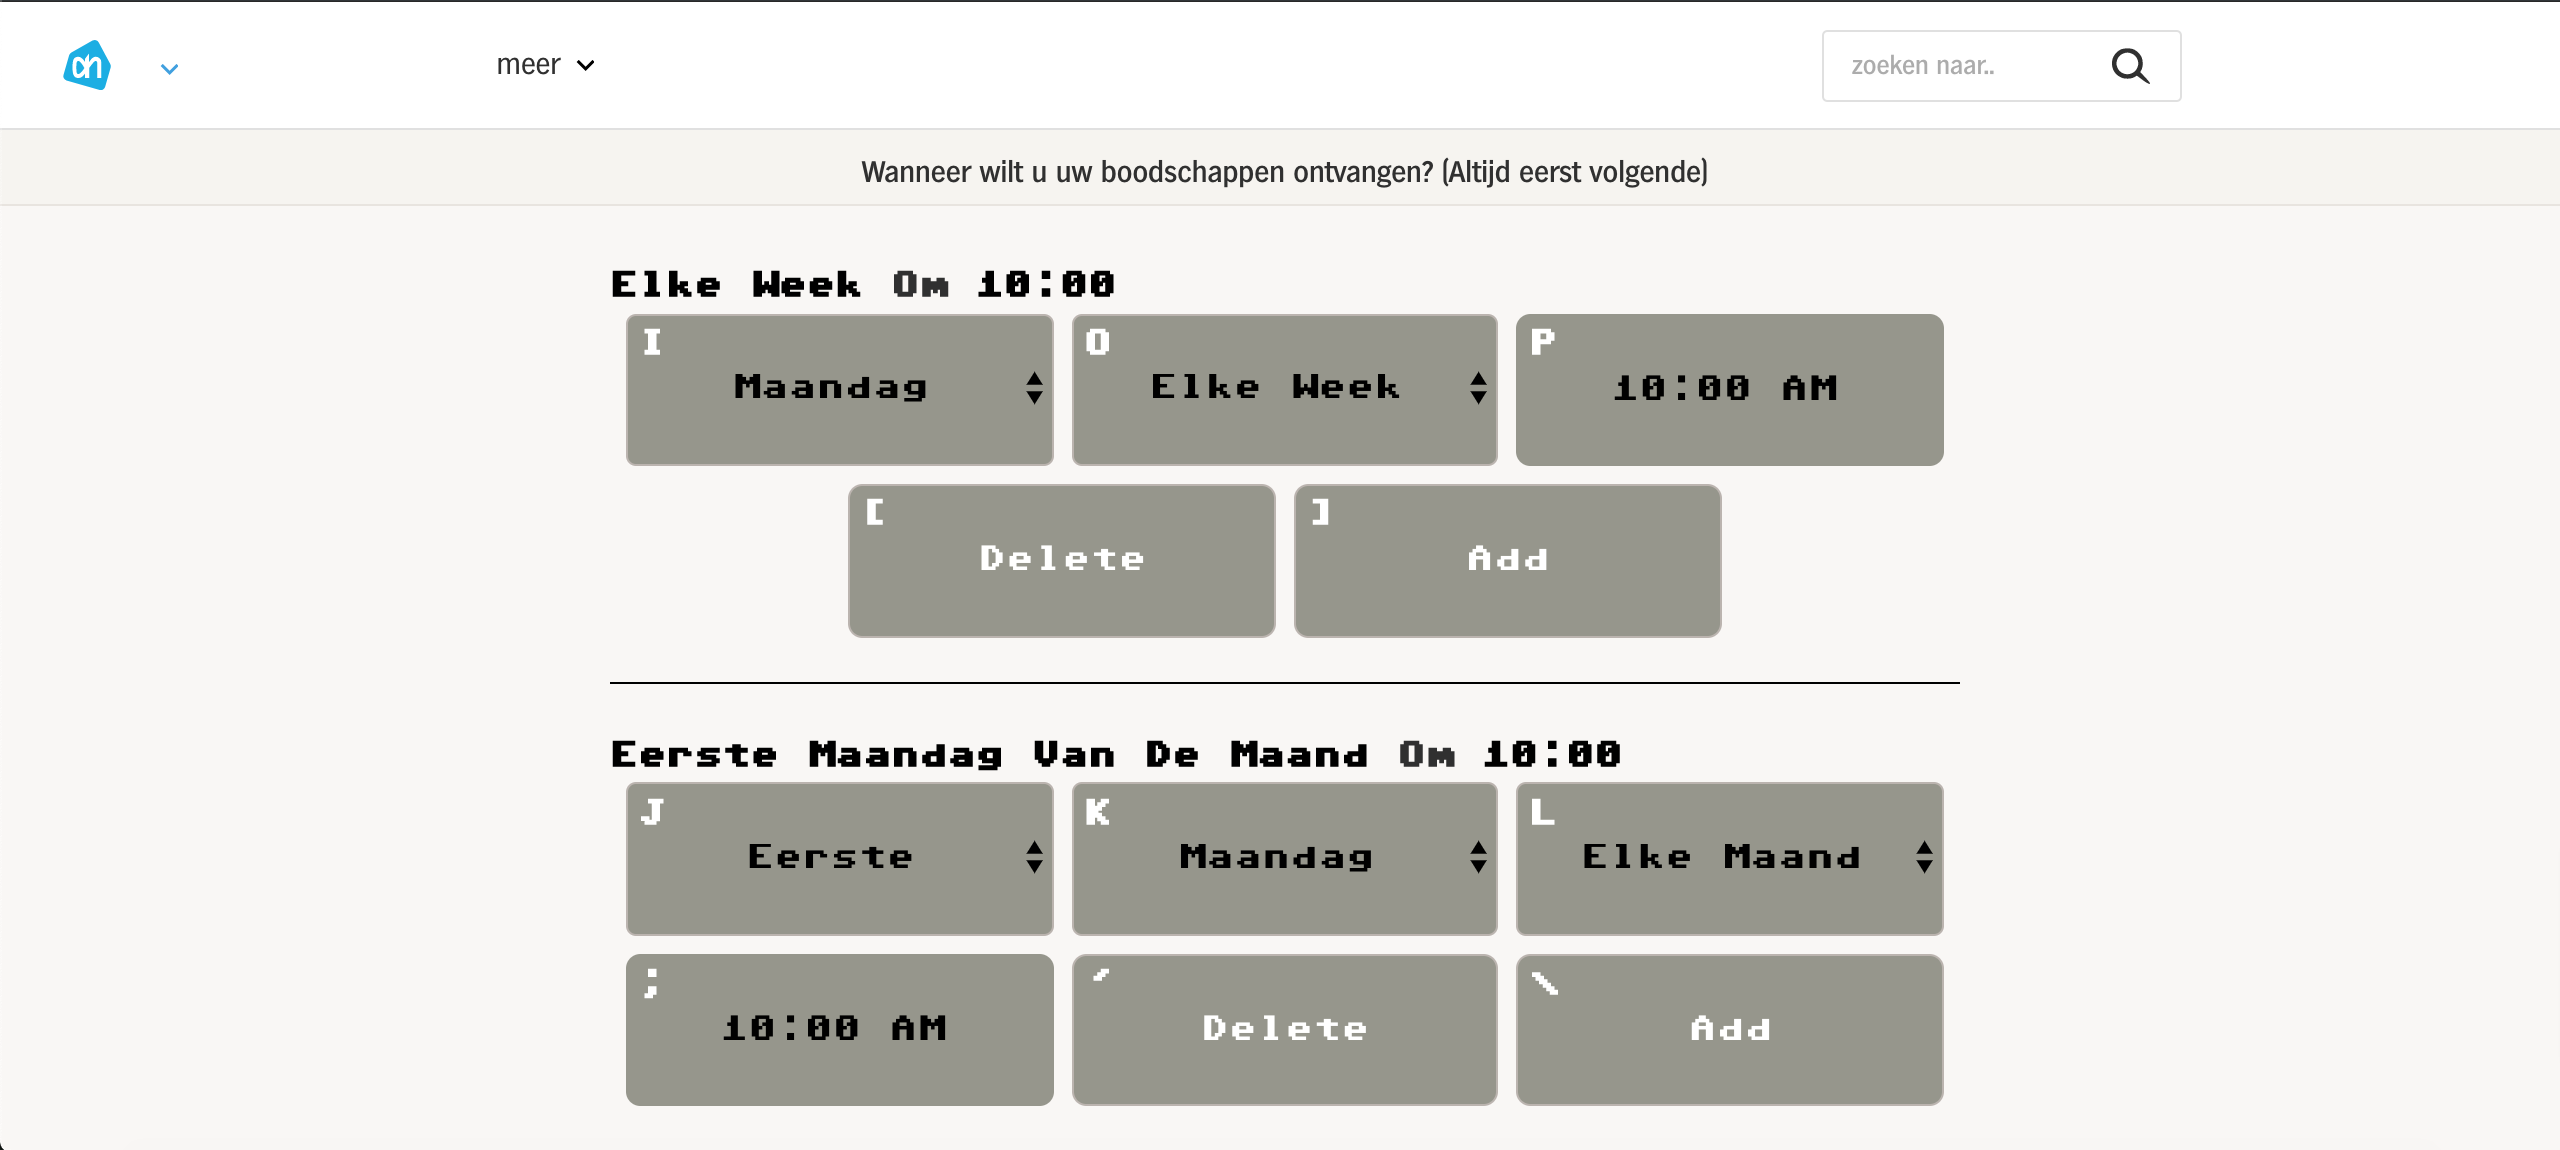 ah
meer
zoeken naar..
Wanneer wilt u uw boodschappen ontvangen? (Altijd eerst volgende)
Elke Week Om 10:00
I
Maandag
O
Elke Week
P
10:00 AM
[
Delete
]
Add
Eerste Maandag Van De Maand Om 10:00
J
Eerste
K
Maandag
L
Elke Maand
;
10:00 AM
'
Delete
\
Add